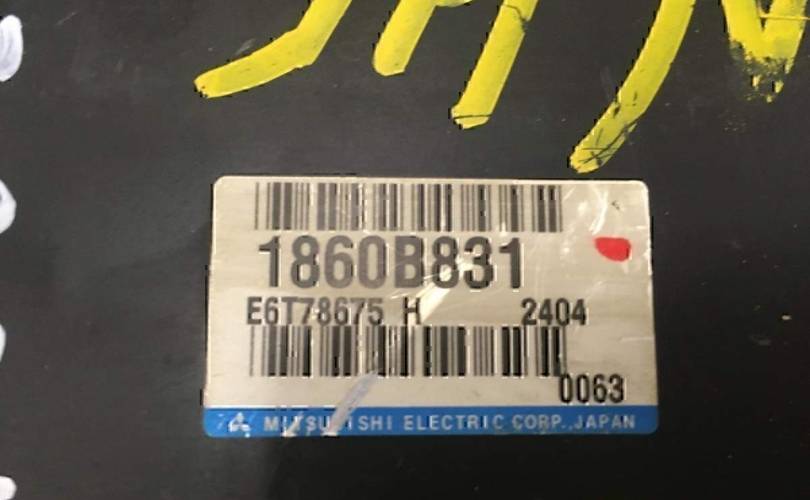 1860B831
E6T78675 H 2404
0063
MITSUBISHI ELECTRIC CORP., JAPAN